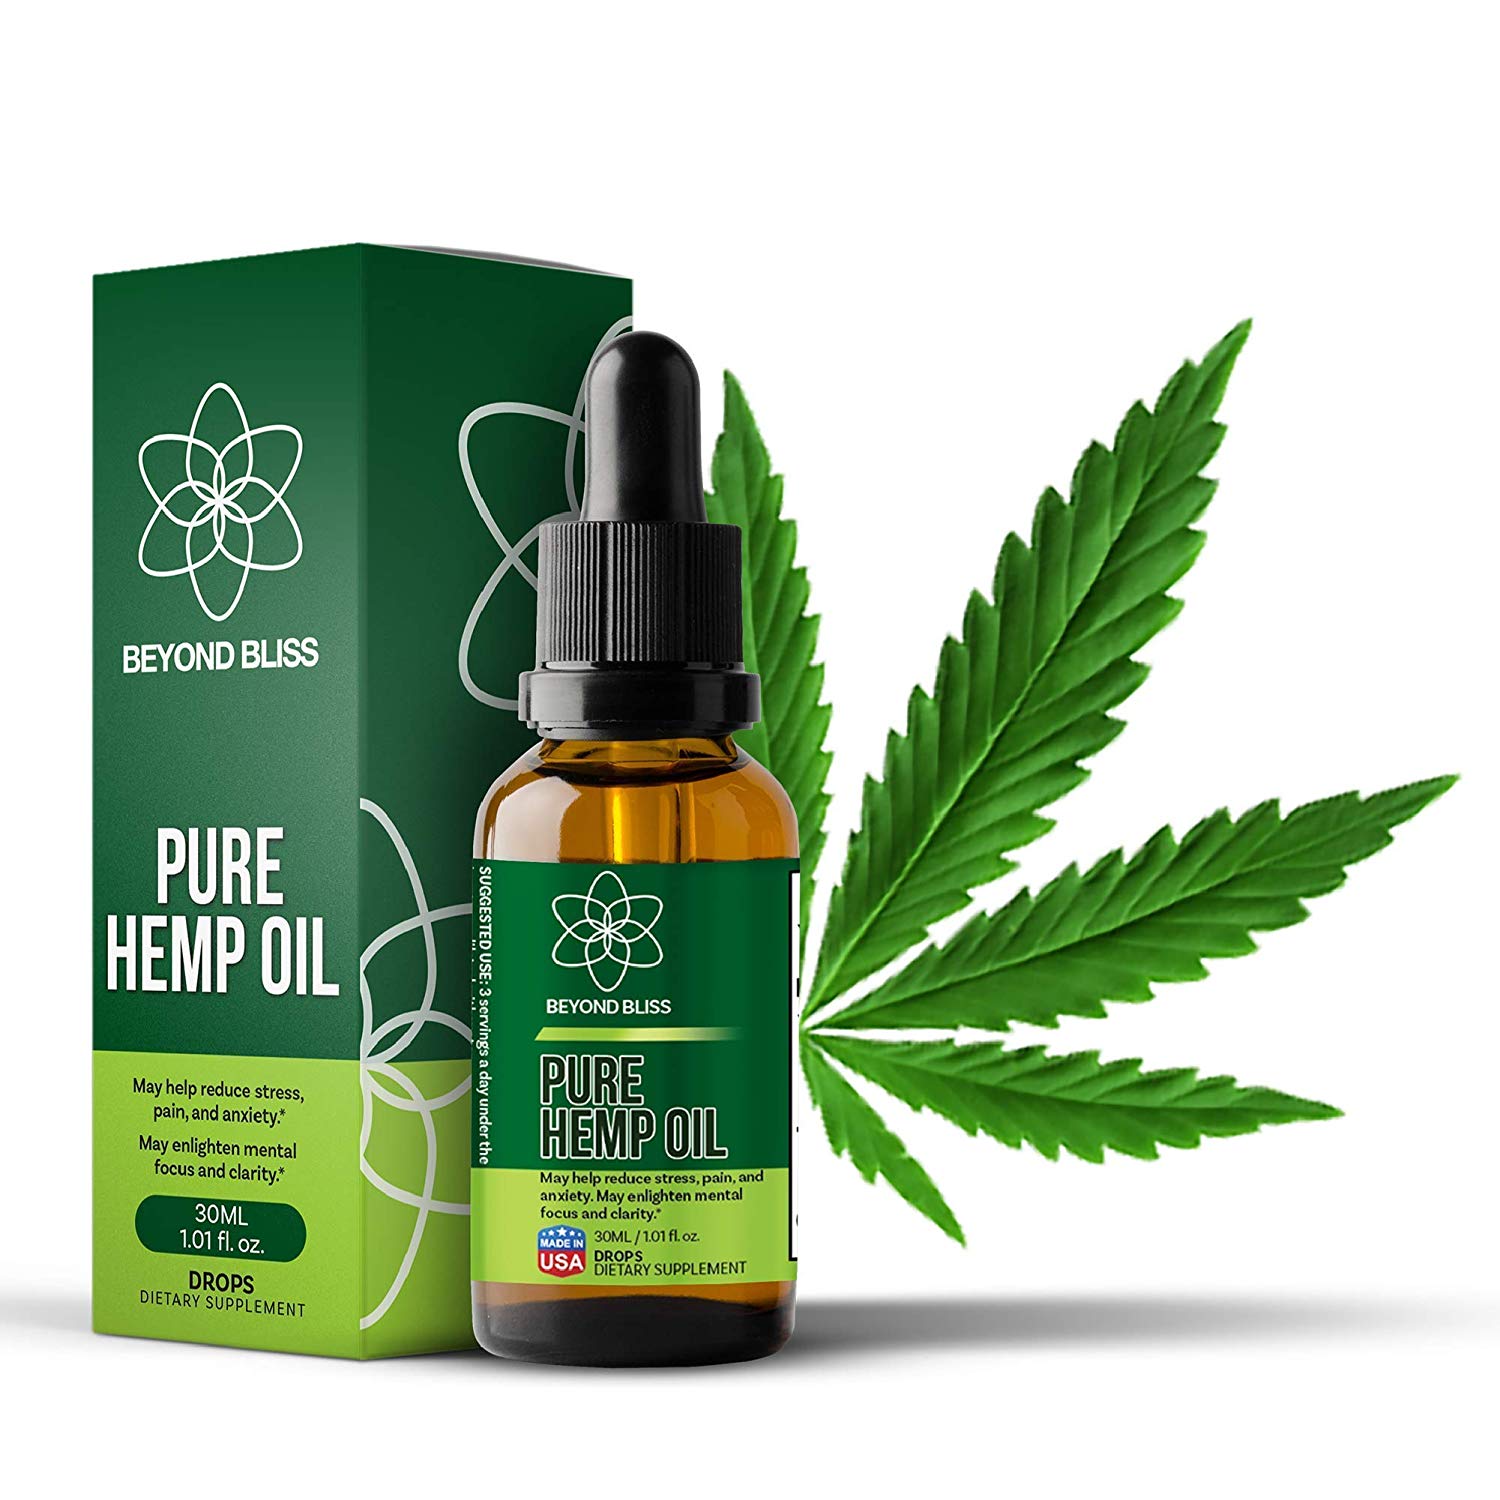 BEYOND BLISS
PURE
HEMP OIL
May help reduce stress,
pain, and anxiety.*
May enlighten mental
focus and clarity.*
30ML
1.01 fl. oz.
DROPS
DIETARY SUPPLEMENT
SUGGESTED USE: 3 servings a day under the
BEYOND BLISS
PURE
HEMP OIL
May help reduce stress, pain, and
anxiety. May enlighten mental
focus and clarity.*
MADE IN
USA
30ML / 1.01 fl. oz.
DROPS
DIETARY SUPPLEMENT